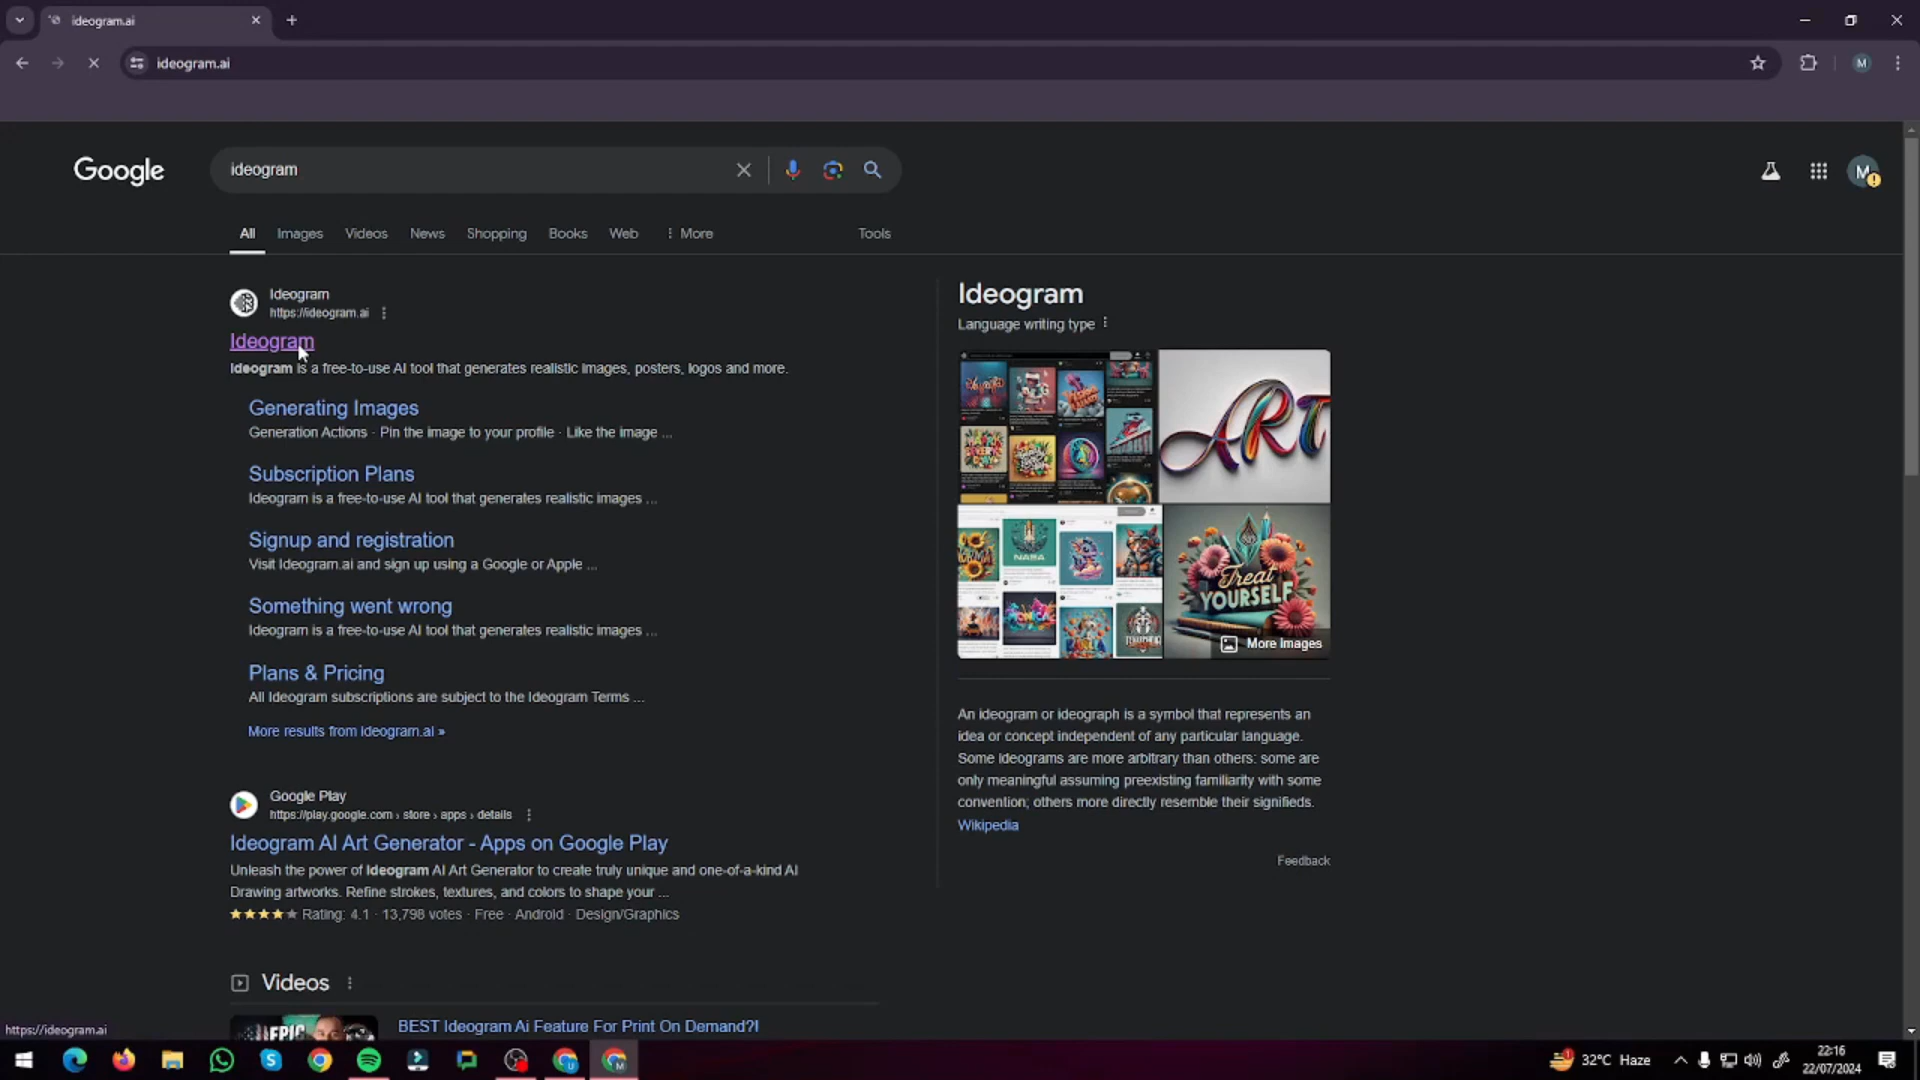 ideogram.ai
ideogram.ai
M
Google
ideogram
M
All
Images
Videos
News
Shopping
Books
Web
More
Tools
Ideogram
https://ideogram.ai
Ideogram
Ideogram is a free-to-use AI tool that generates realistic images, posters, logos and more.
Generating Images
Generation Actions · Pin the image to your profile · Like the image ...
Subscription Plans
Ideogram is a free-to-use AI tool that generates realistic images ...
Signup and registration
Visit Ideogram.ai and sign up using a Google or Apple ...
Something went wrong
Ideogram is a free-to-use AI tool that generates realistic images ...
Plans & Pricing
All Ideogram subscriptions are subject to the Ideogram Terms ...
More results from ideogram.ai »
Google Play
https://play.google.com › store › apps › details
Ideogram AI Art Generator - Apps on Google Play
Unleash the power of Ideogram AI Art Generator to create truly unique and one-of-a-kind AI
Drawing artworks. Refine strokes, textures, and colors to shape your ...
Rating: 4.1 · 13,798 votes · Free · Android · Design/Graphics
Videos
EPIC
BEST Ideogram Ai Feature For Print On Demand?!
Ideogram
Language writing type
ART
NASA
Treat
YOURSELF
More Images
An ideogram or ideograph is a symbol that represents an
idea or concept independent of any particular language.
Some ideograms are more arbitrary than others: some are
only meaningful assuming preexisting familiarity with some
convention; others more directly resemble their signifieds.
Wikipedia
Feedback
https://ideogram.ai
32°C Haze
22:16
22/07/2024